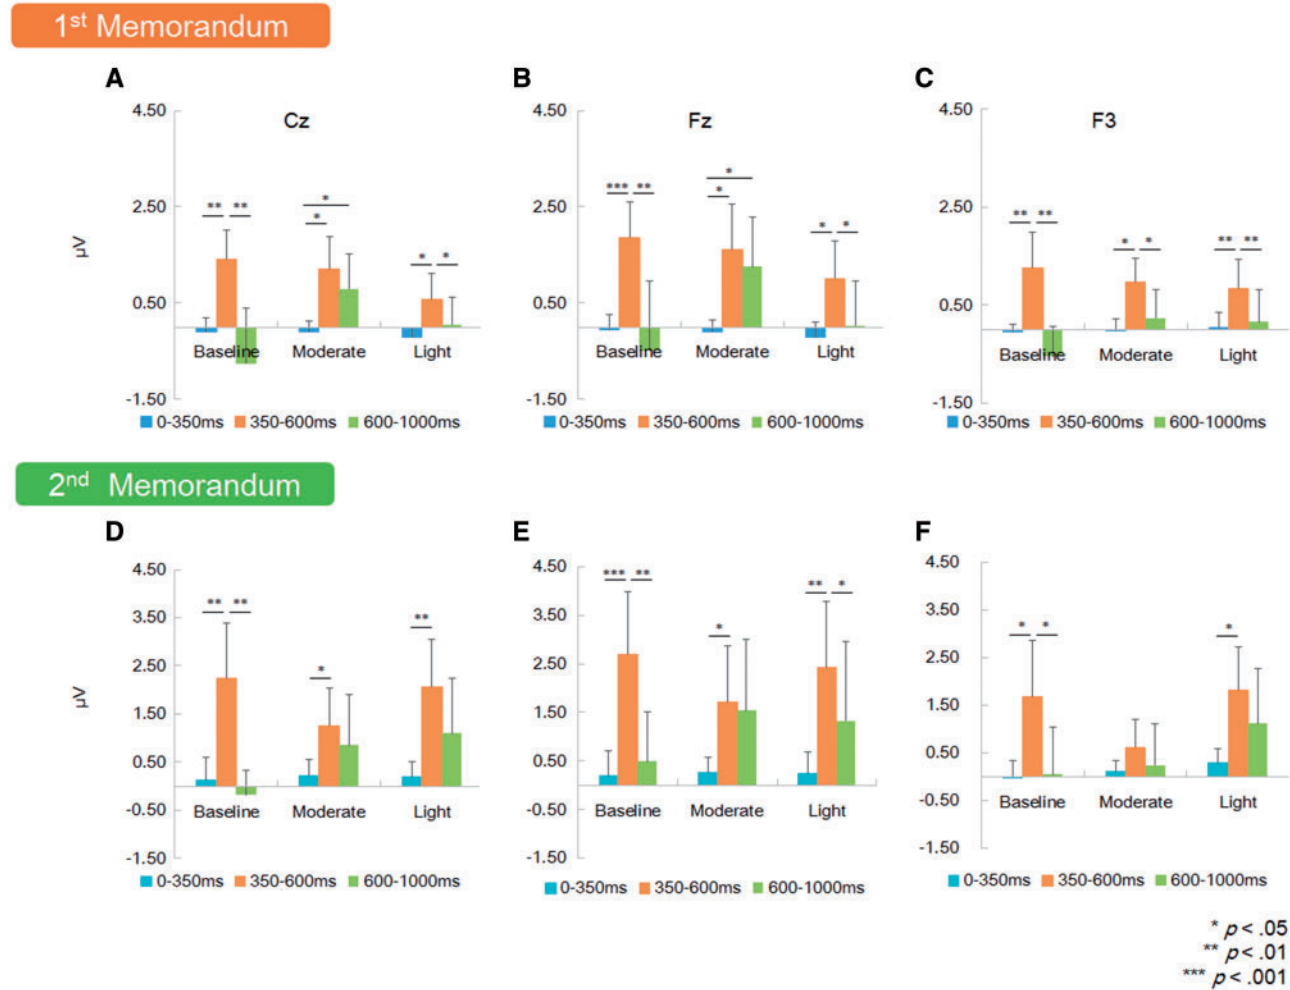 1st Memorandum
A B C
Cz Fz F3
4.50 4.50 4.50
** ** *** ** * * ** ** * * ** **
* * * * * *
2.50 2.50 2.50
μV
0.50 0.50 0.50
Baseline Moderate Light Baseline Moderate Light Baseline Moderate Light
-1.50 -1.50 -1.50
0-350ms 350-600ms 600-1000ms 0-350ms 350-600ms 600-1000ms 0-350ms 350-600ms 600-1000ms
2nd Memorandum
D E F
4.50 4.50 4.50
** ** ** *** ** ** *
3.50 3.50 3.50
* * * * *
2.50 2.50 2.50
μV
1.50 1.50 1.50
0.50 0.50 0.50
-0.50 -0.50 -0.50
Baseline Moderate Light Baseline Moderate Light Baseline Moderate Light
-1.50 -1.50 -1.50
0-350ms 350-600ms 600-1000ms 0-350ms 350-600ms 600-1000ms 0-350ms 350-600ms 600-1000ms
* p < .05
** p < .01
*** p < .001